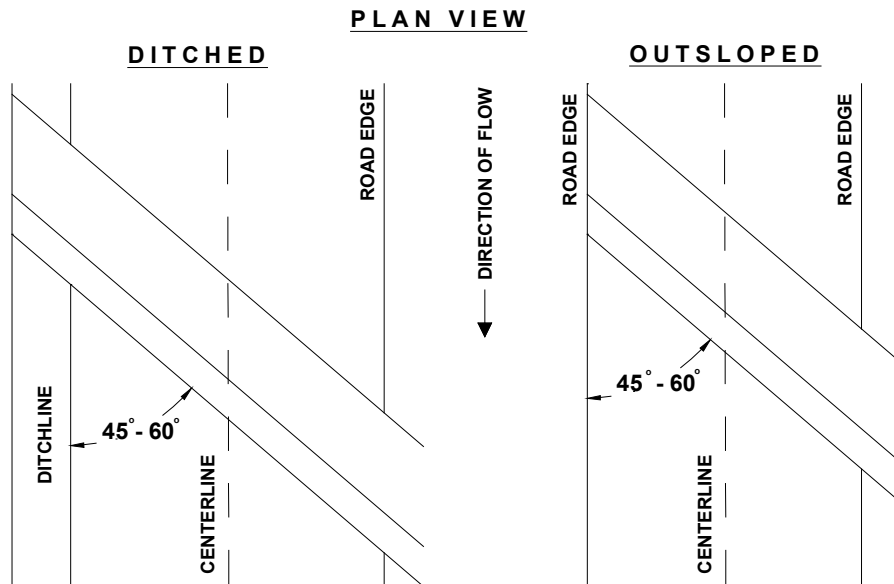 PLAN VIEW
DITCHED
OUTSLOPED
ROAD EDGE
DIRECTION OF FLOW
ROAD EDGE
ROAD EDGE
45° - 60°
45° - 60°
DITCHLINE
CENTERLINE
CENTERLINE